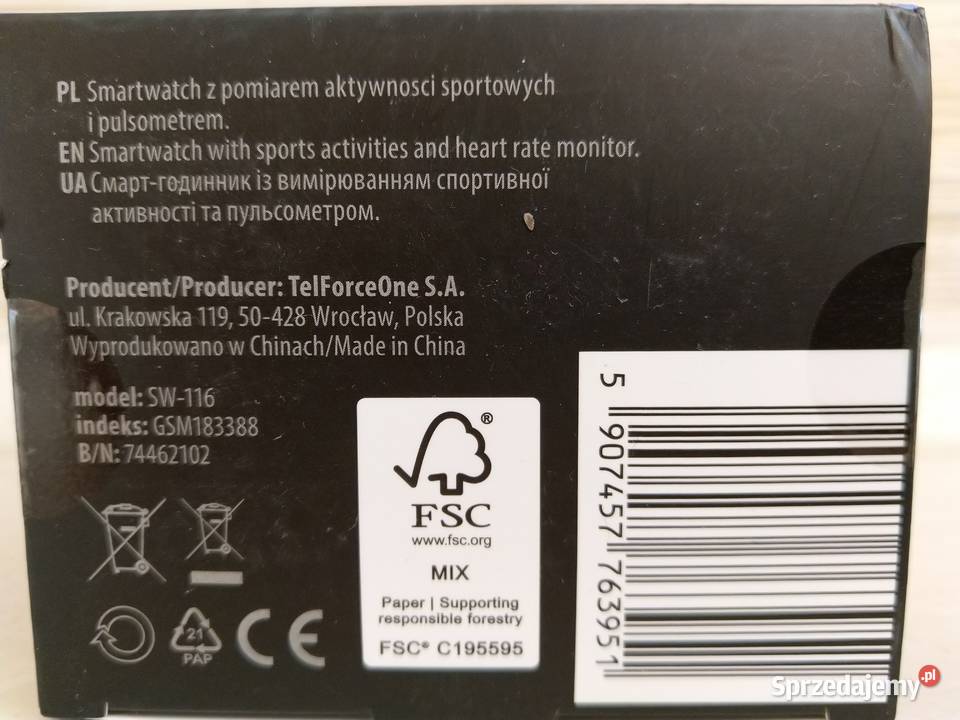 PL Smartwatch z pomiarem aktywnosci sportowych
i pulsometrem.
EN Smartwatch with sports activities and heart rate monitor.
UA Смарт-годинник із вимірюванням спортивної
активності та пульсометром.
Producent/Producer: TelForceOne S.A.
ul. Krakowska 119, 50-428 Wrocław, Polska
Wyprodukowano w Chinach/Made in China
model: SW-116
indeks: GSM183388
B/N: 74462102
21
PAP
CE
®
FSC
www.fsc.org
MIX
Paper | Supporting
responsible forestry
FSC® C195595
5 907457 763951
Sprzedajemy.pl